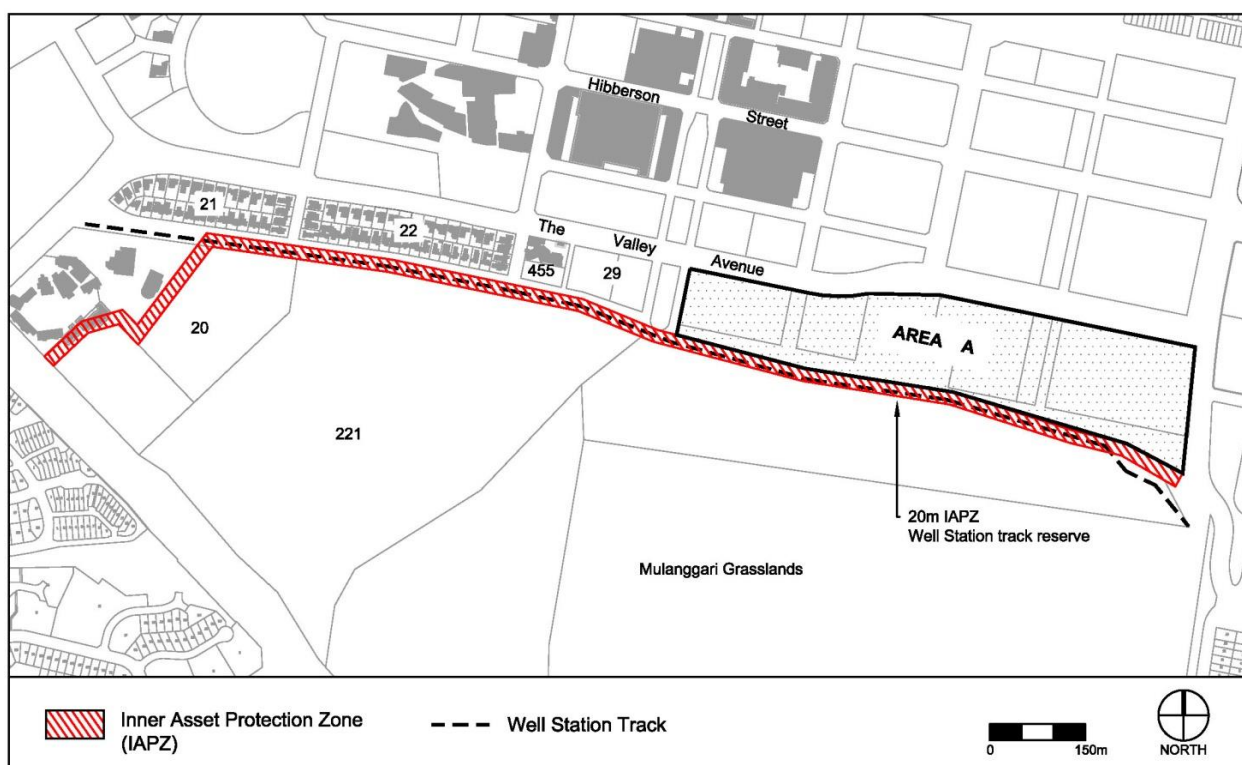 Hibberson
Street
21
22
The
Valley
Avenue
455
29
20
AREA A
221
20m IAPZ
Well Station track reserve
Mulanggari Grasslands
Inner Asset Protection Zone
(IAPZ)
Well Station Track
0
150m
NORTH